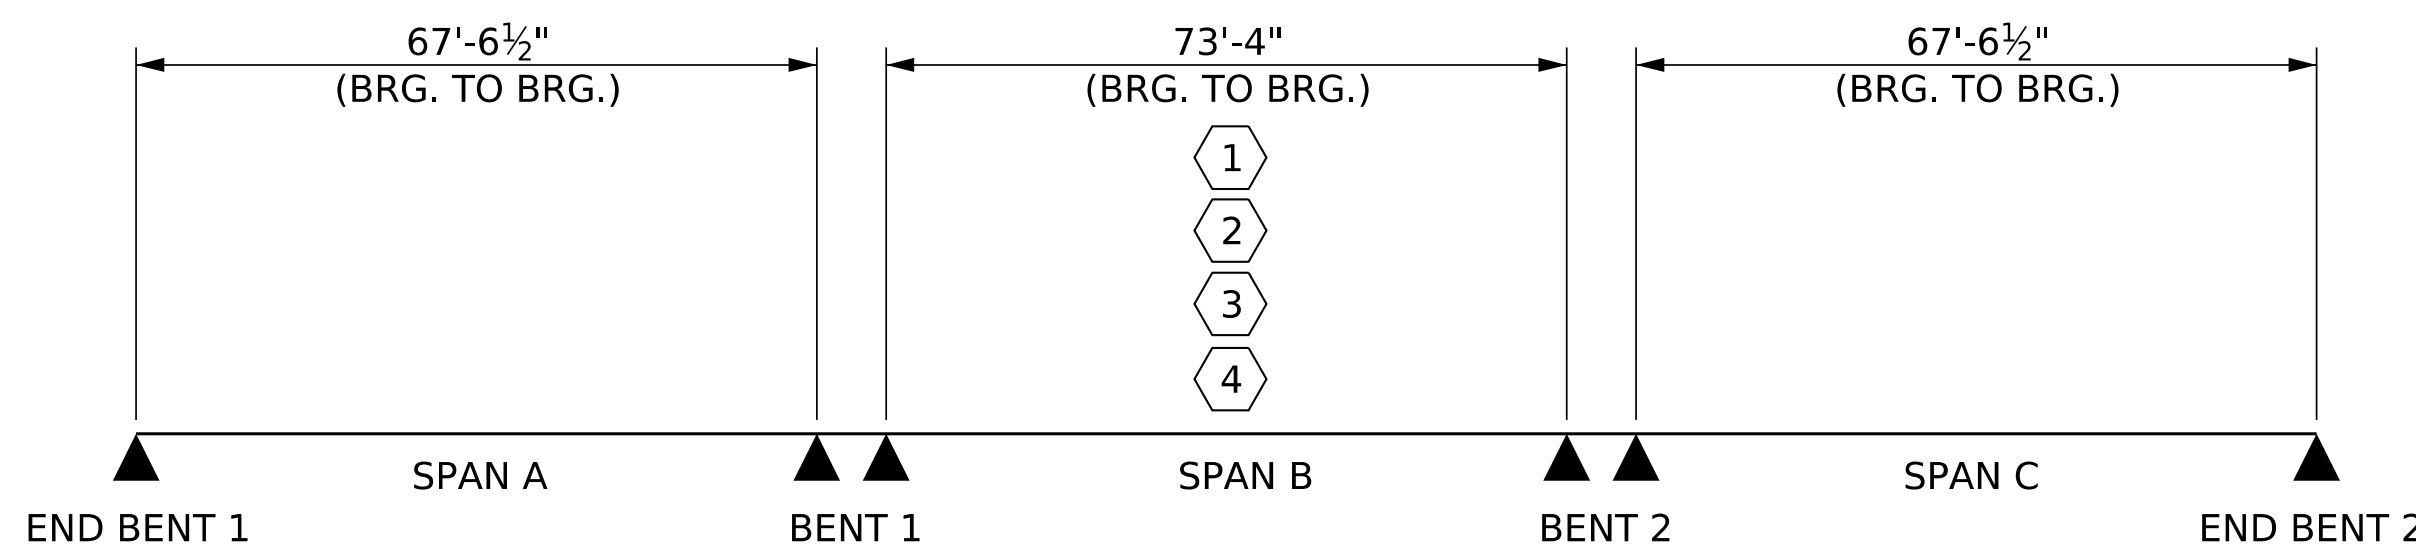 67'-6½" 73'-4" 67'-6½"
(BRG. TO BRG.) (BRG. TO BRG.) (BRG. TO BRG.)
1
2
3
4
SPAN A SPAN B SPAN C
END BENT 1 BENT 1 BENT 2 END BENT 2